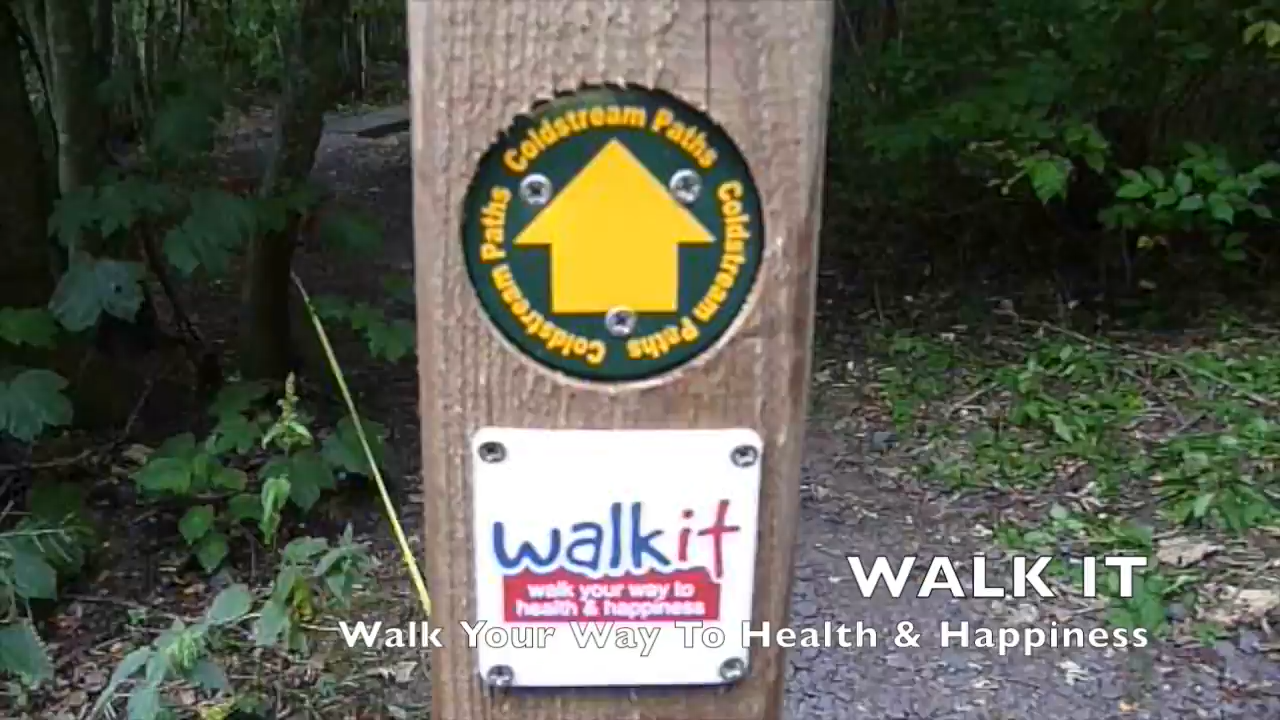 Coldstream Paths
Coldstream Paths
Coldstream Paths
walkit
walk your way to
health & happiness
WALK IT
Walk Your Way To Health & Happiness